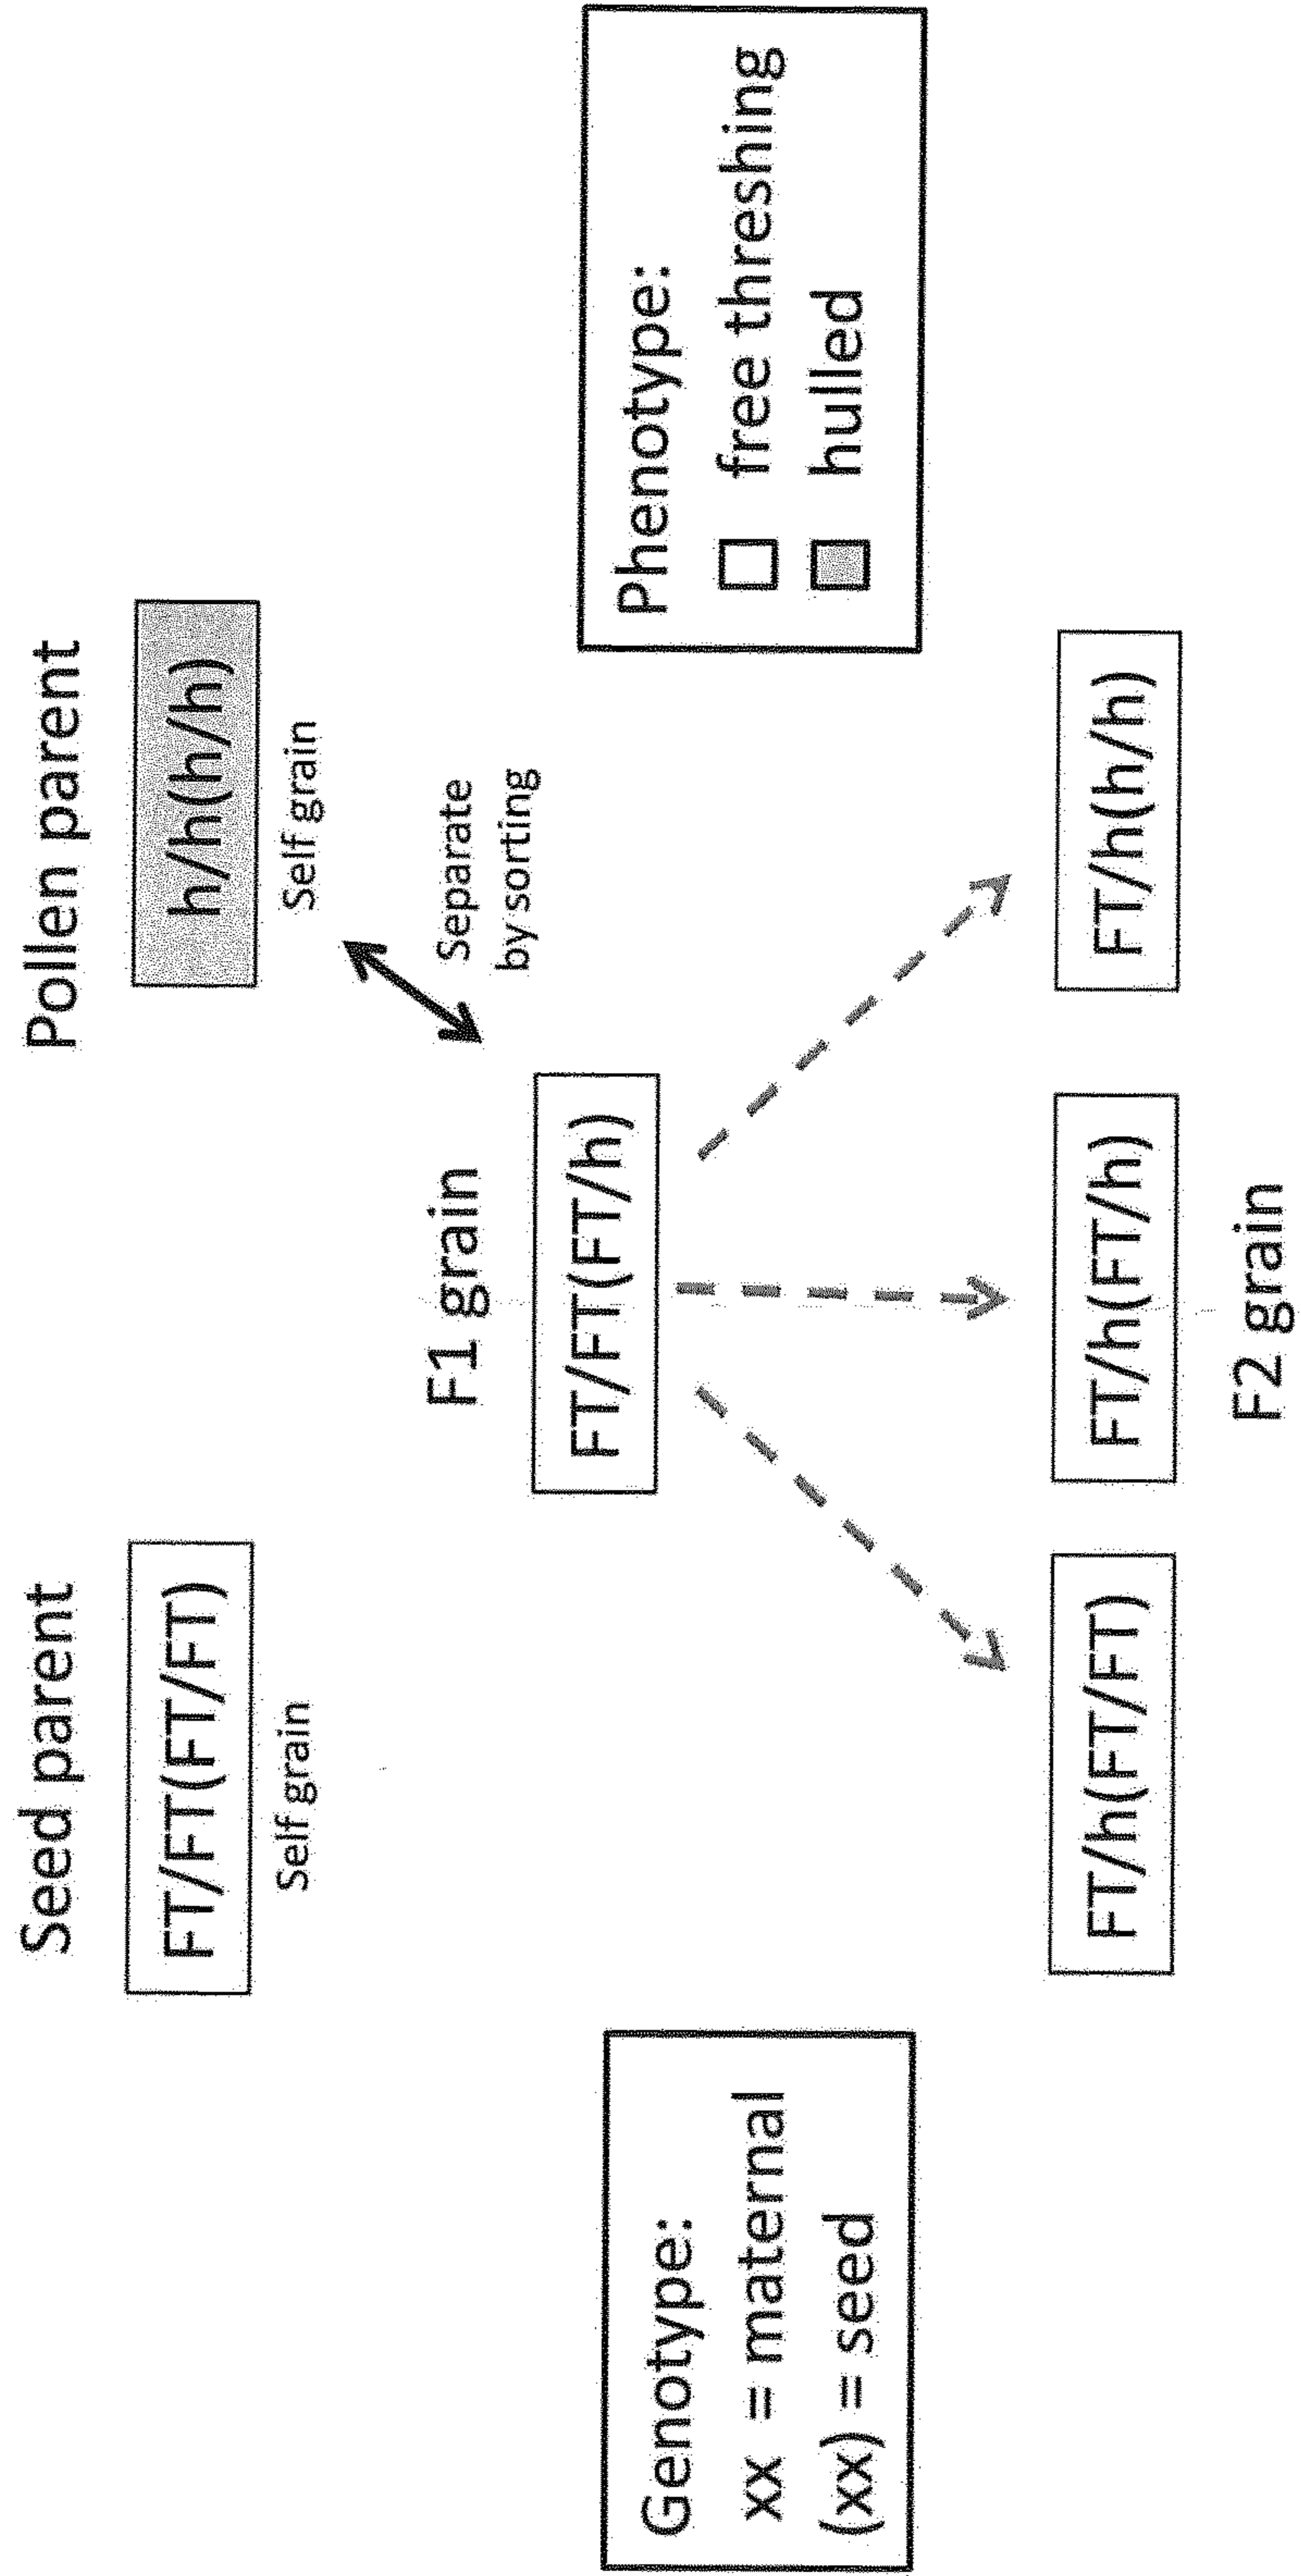 Seed parent
Pollen parent
FT/FT(FT/FT)
h/h(h/h)
Self grain
Self grain
F1 grain
Separate
by sorting
FT/FT(FT/h)
Genotype:
xx = maternal
(xx) = seed
Phenotype:
free threshing
hulled
FT/h(FT/FT)
FT/h(FT/h)
FT/h(h/h)
F2 grain